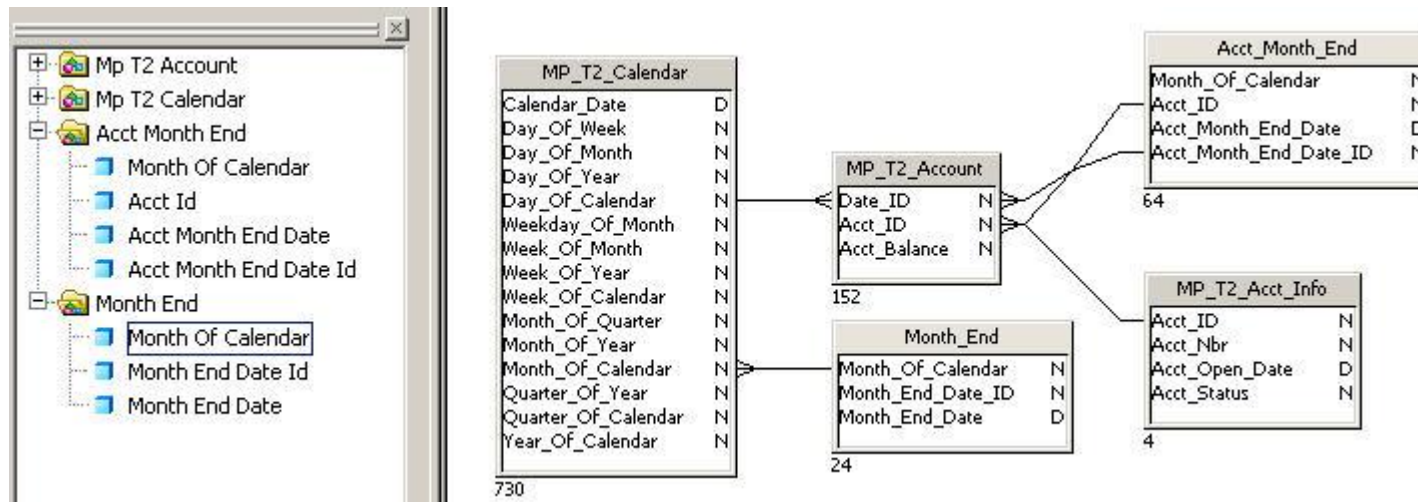 Mp T2 Account
Mp T2 Calendar
Acct Month End
Month Of Calendar
Acct Id
Acct Month End Date
Acct Month End Date Id
Month End
Month Of Calendar
Month End Date Id
Month End Date
MP_T2_Calendar
Calendar_Date D
Day_Of_Week N
Day_Of_Month N
Day_Of_Year N
Day_Of_Calendar N
Weekday_Of_Month N
Week_Of_Month N
Week_Of_Year N
Week_Of_Calendar N
Month_Of_Quarter N
Month_Of_Year N
Month_Of_Calendar N
Quarter_Of_Year N
Quarter_Of_Calendar N
Year_Of_Calendar N
730
MP_T2_Account
Date_ID N
Acct_ID N
Acct_Balance N
152
Month_End
Month_Of_Calendar N
Month_End_Date_ID N
Month_End_Date D
24
Acct_Month_End
Month_Of_Calendar N
Acct_ID N
Acct_Month_End_Date D
Acct_Month_End_Date_ID N
64
MP_T2_Acct_Info
Acct_ID N
Acct_Nbr N
Acct_Open_Date D
Acct_Status N
4